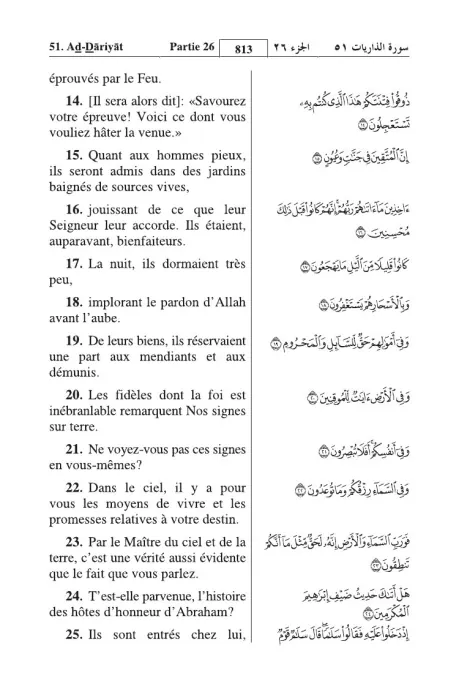 51. Ad-Dāriyāt Partie 26 813 الجزء ٢٦ سورة الذاريات ٥١
éprouvés par le Feu.
14. [Il sera alors dit]: «Savourez
votre épreuve! Voici ce dont vous
vouliez hâter la venue.»
15. Quant aux hommes pieux,
ils seront admis dans des jardins
baignés de sources vives,
16. jouissant de ce que leur
Seigneur leur accorde. Ils étaient,
auparavant, bienfaiteurs.
17. La nuit, ils dormaient très
peu,
18. implorant le pardon d’Allah
avant l’aube.
19. De leurs biens, ils réservaient
une part aux mendiants et aux
démunis.
20. Les fidèles dont la foi est
inébranlable remarquent Nos signes
sur terre.
21. Ne voyez-vous pas ces signes
en vous-mêmes?
22. Dans le ciel, il y a pour
vous les moyens de vivre et les
promesses relatives à votre destin.
23. Par le Maître du ciel et de la
terre, c’est une vérité aussi évidente
que le fait que vous parlez.
24. T’est-elle parvenue, l’histoire
des hôtes d’honneur d’Abraham?
25. Ils sont entrés chez lui,
ذُوقُواْ فِتْنَتَكُمْ هَٰذَا ٱلَّذِى كُنتُم بِهِۦ
تَسْتَعْجِلُونَ ١٤
إِنَّ ٱلْمُتَّقِينَ فِى جَنَّٰتٍ وَعُيُونٍ ١٥
ءَاخِذِينَ مَآ ءَاتَىٰهُمْ رَبُّهُمْ إِنَّهُمْ كَانُواْ قَبْلَ ذَٰلِكَ
مُحْسِنِينَ ١٦
كَانُواْ قَلِيلًا مِّنَ ٱلَّيْلِ مَا يَهْجَعُونَ ١٧
وَبِٱلْأَسْحَارِ هُمْ يَسْتَغْفِرُونَ ١٨
وَفِىٓ أَمْوَٰلِهِمْ حَقٌّ لِّلسَّآئِلِ وَٱلْمَحْرُومِ ١٩
وَفِى ٱلْأَرْضِ ءَايَٰتٌ لِّلْمُوقِنِينَ ٢٠
وَفِىٓ أَنفُسِكُمْ أَفَلَا تُبْصِرُونَ ٢١
وَفِى ٱلسَّمَآءِ رِزْقُكُمْ وَمَا تُوعَدُونَ ٢٢
فَوَرَبِّ ٱلسَّمَآءِ وَٱلْأَرْضِ إِنَّهُۥ لَحَقٌّ مِّثْلَ مَآ أَنَّكُمْ
تَنطِقُونَ ٢٣
هَلْ أَتَىٰكَ حَدِيثُ ضَيْفِ إِبْرَٰهِيمَ
ٱلْمُكْرَمِينَ ٢٤
إِذْ دَخَلُواْ عَلَيْهِ فَقَالُواْ سَلَٰمًا قَالَ سَلَٰمٌ قَوْمٌ